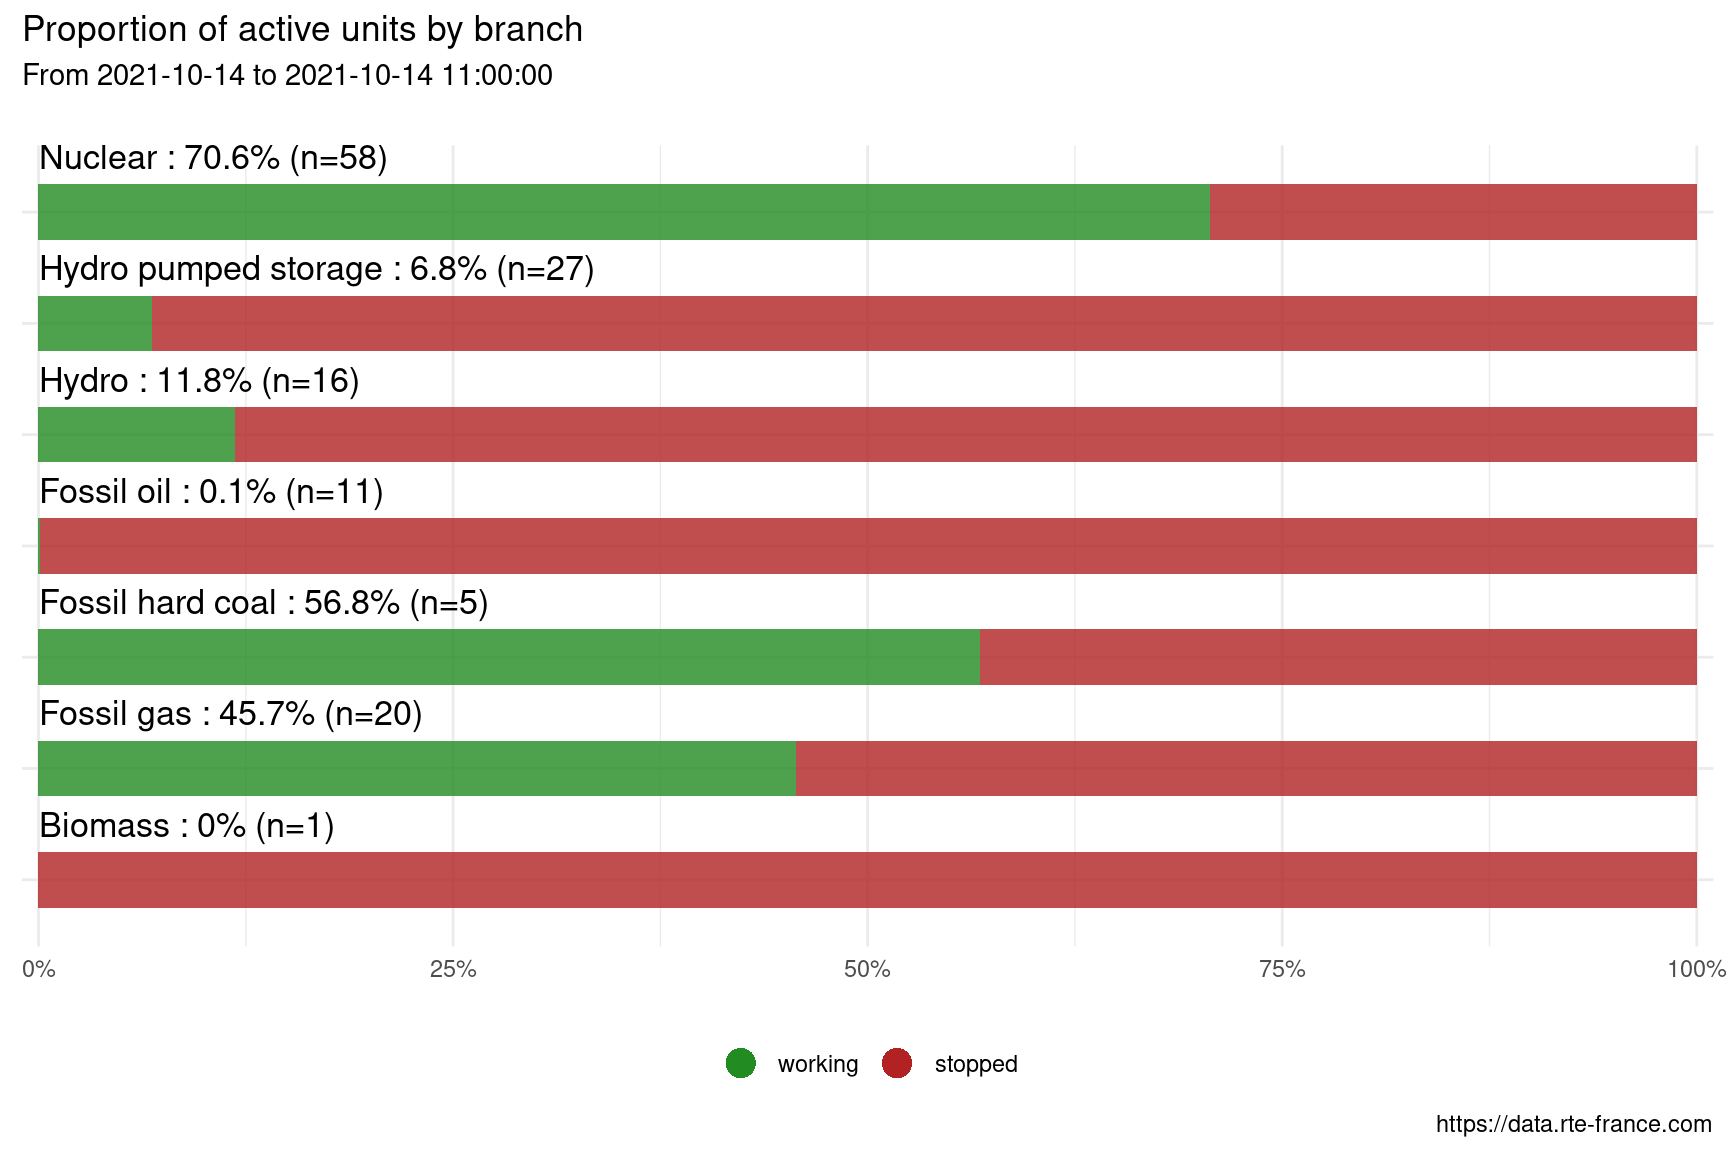 Proportion of active units by branch
From 2021-10-14 to 2021-10-14 11:00:00
Nuclear : 70.6% (n=58)
Hydro pumped storage : 6.8% (n=27)
Hydro : 11.8% (n=16)
Fossil oil : 0.1% (n=11)
Fossil hard coal : 56.8% (n=5)
Fossil gas : 45.7% (n=20)
Biomass : 0% (n=1)
0% 25% 50% 75% 100%
working stopped
https://data.rte-france.com